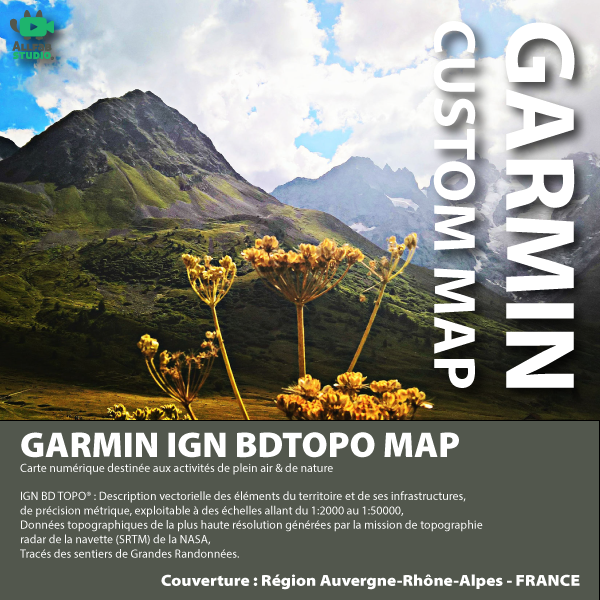 ALLEGO
STUDIO
GARMIN
CUSTOM MAP
GARMIN IGN BDTOPO MAP
Carte numérique destinée aux activités de plein air & de nature
IGN BD TOPO® : Description vectorielle des éléments du territoire et de ses infrastructures,
de précision métrique, exploitable à des échelles allant du 1:2000 au 1:50000,
Données topographiques de la plus haute résolution générées par la mission de topographie
radar de la navette (SRTM) de la NASA,
Tracés des sentiers de Grandes Randonnées.
Couverture : Région Auvergne-Rhône-Alpes - FRANCE